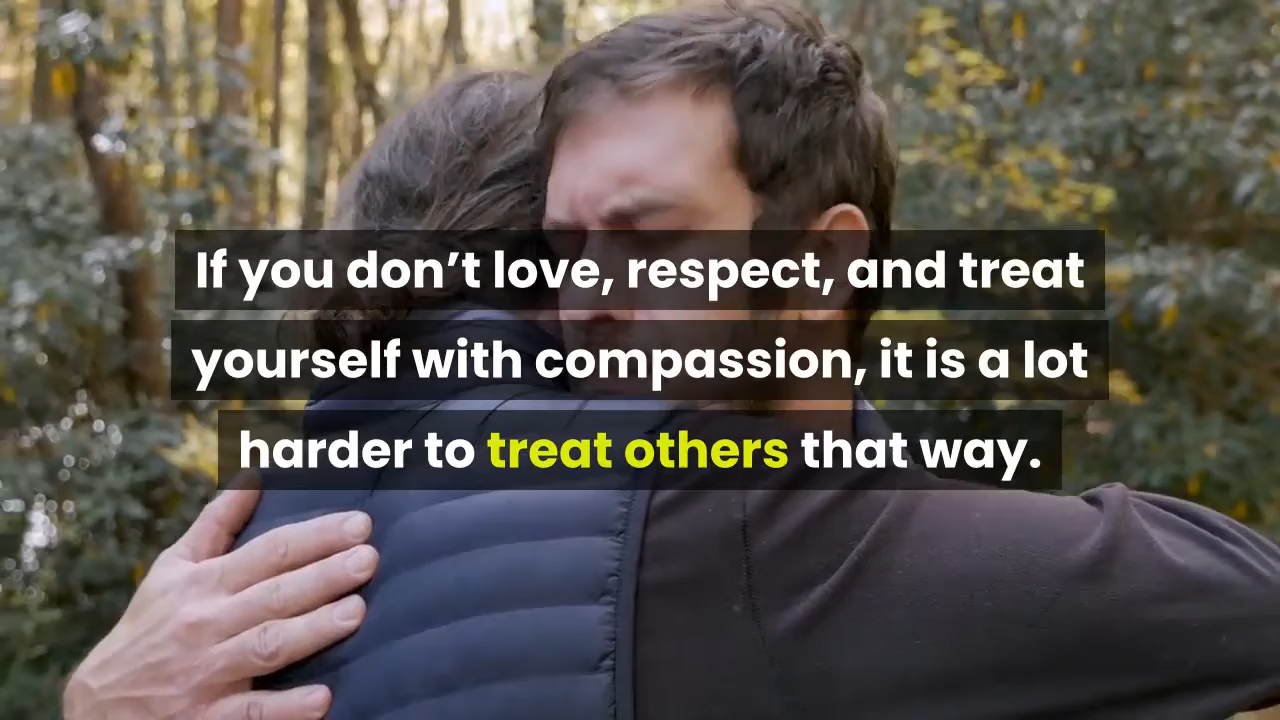 If you don’t love, respect, and treat
yourself with compassion, it is a lot
harder to treat others that way.